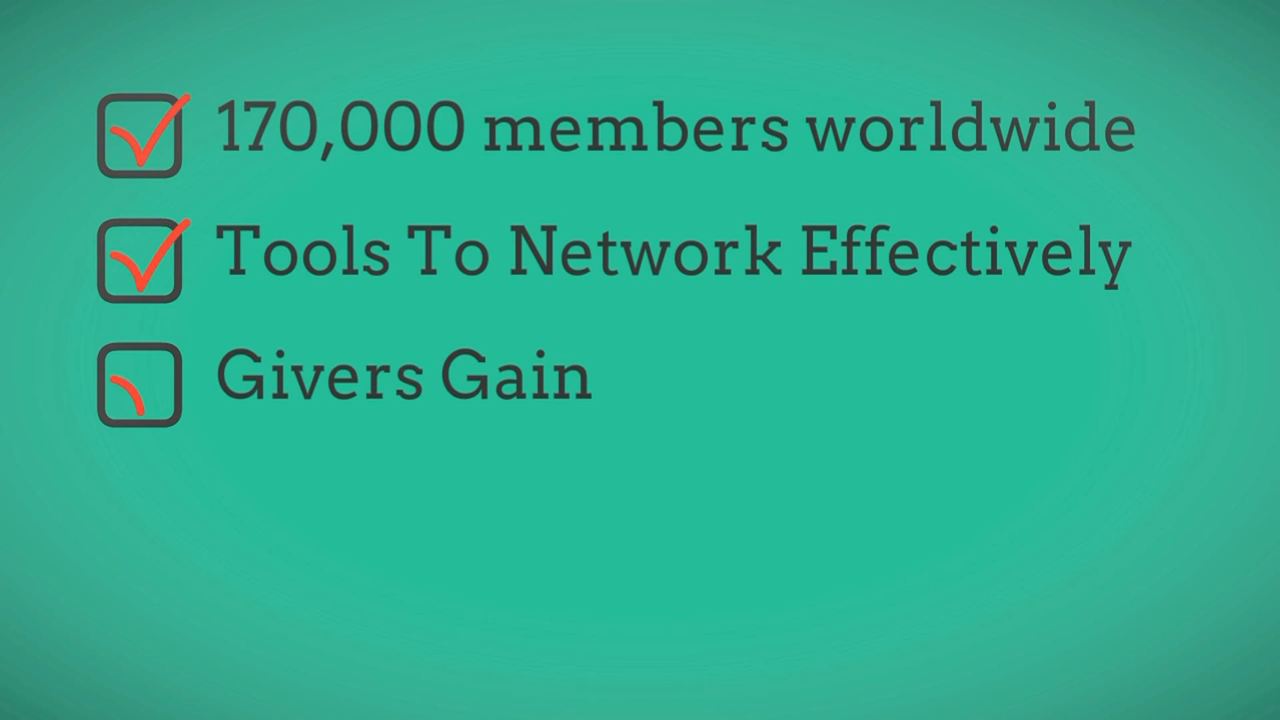 170,000 members worldwide
Tools To Network Effectively
Givers Gain